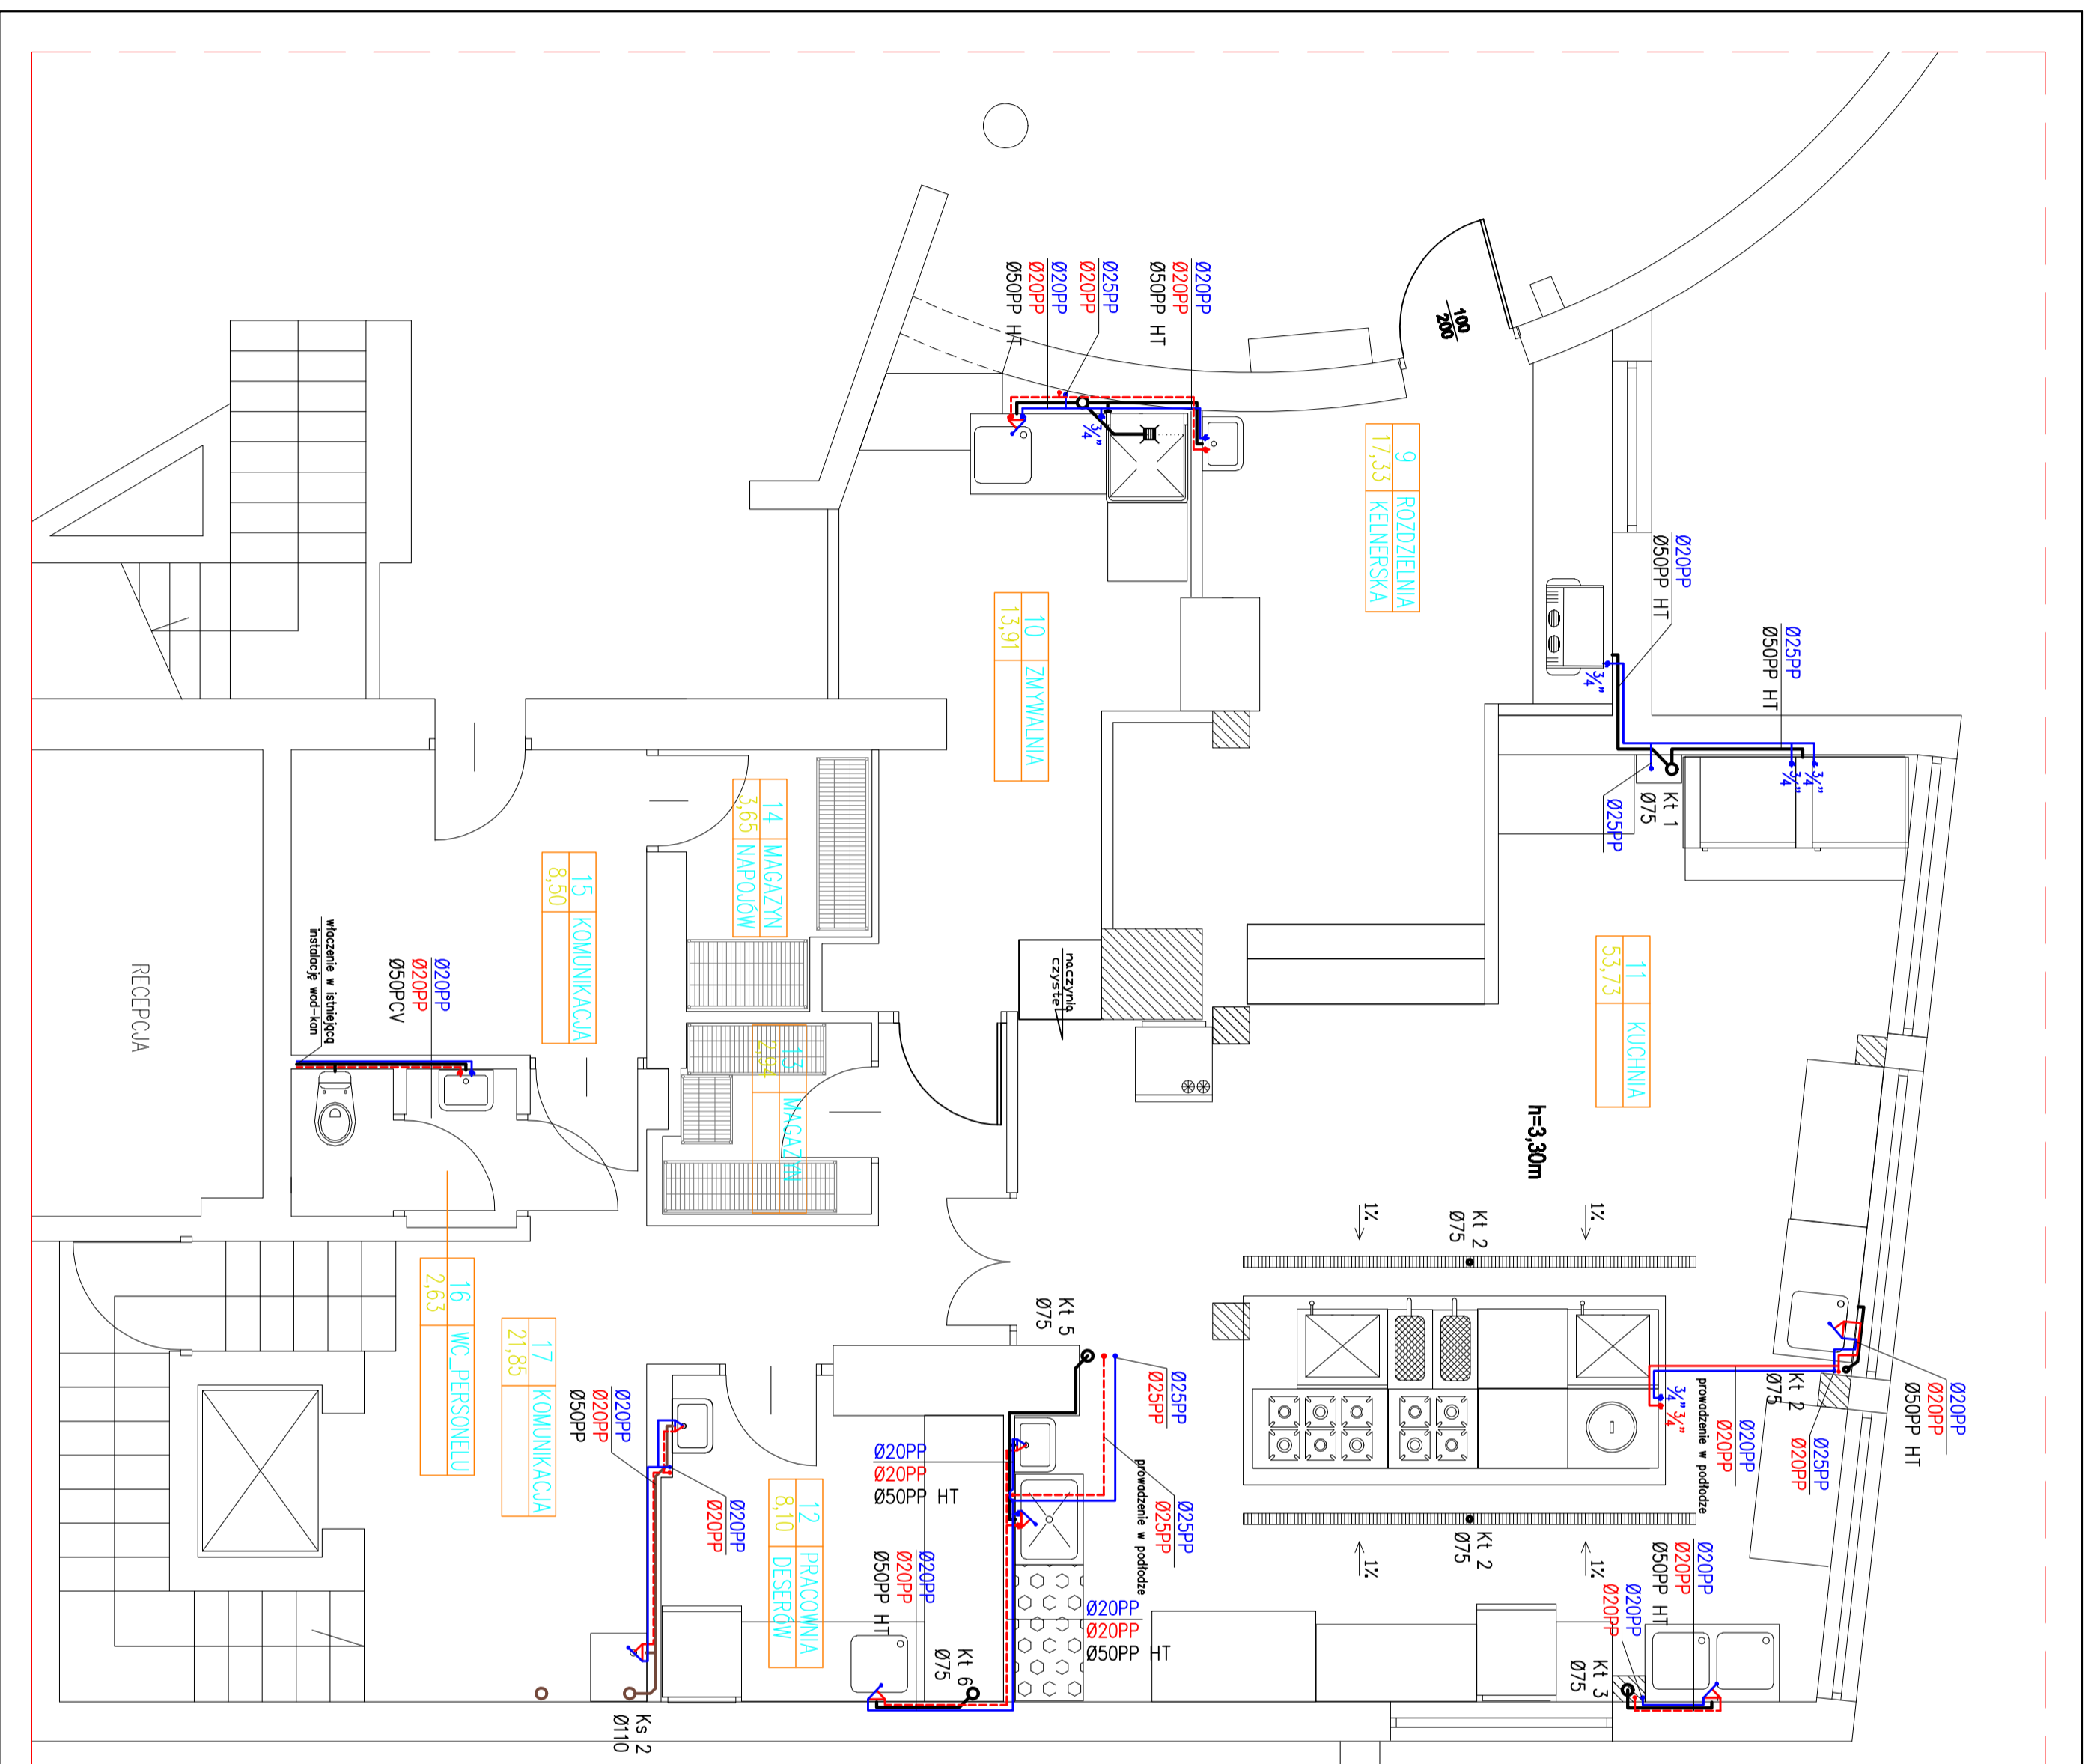 Ø20PP
Ø20PP
Ø50PP HT
Ø25PP
Ø20PP
Ø20PP
Ø20PP
Ø50PP HT
100
200
3/4"
9 ROZDZIELNIA
17,33 KELNERSKA
Ø20PP
Ø50PP HT
Ø25PP
Ø50PP HT
3/4"
3/4"
3/4"
Kt 1
Ø75
Ø25PP
10 ZMYWALNIA
13,91
14 MAGAZYN
3,65 NAPOJÓW
15 KOMUNIKACJA
8,50
11 KUCHNIA
53,73
naczynia
czyste
h=3,30m
RECEPCJA
włączenie w istniejącą
instalację wod-kan
Ø20PP
Ø20PP
Ø50PCV
13 MAGAZYN
2,94
1%
Kt 2
Ø75
1%
16 WC_PERSONELU
2,63
17 KOMUNIKACJA
21,85
Kt 5
Ø75
Ø25PP
Ø25PP
3/4" 3/4"
prowadzenie w podłodze
Ø20PP
Ø20PP
Kt 2
Ø75
Ø25PP
Ø20PP
Ø20PP
Ø20PP
Ø50PP HT
Ø20PP
Ø20PP
Ø50PP
Ø20PP
Ø20PP
Ø50PP HT
prowadzenie w podłodze
Ø25PP
Ø25PP
Ø20PP
Ø20PP
12 PRACOWNIA
8,10 DESERÓW
Ø20PP
Ø20PP
Ø50PP HT
Ø20PP
Ø20PP
Ø50PP HT
1%
Kt 2
Ø75
1%
Ø20PP
Ø20PP
Ø50PP HT
Ø20PP
Ø20PP
Kt 6
Ø75
Kt 3
Ø75
Ks 2
Ø110